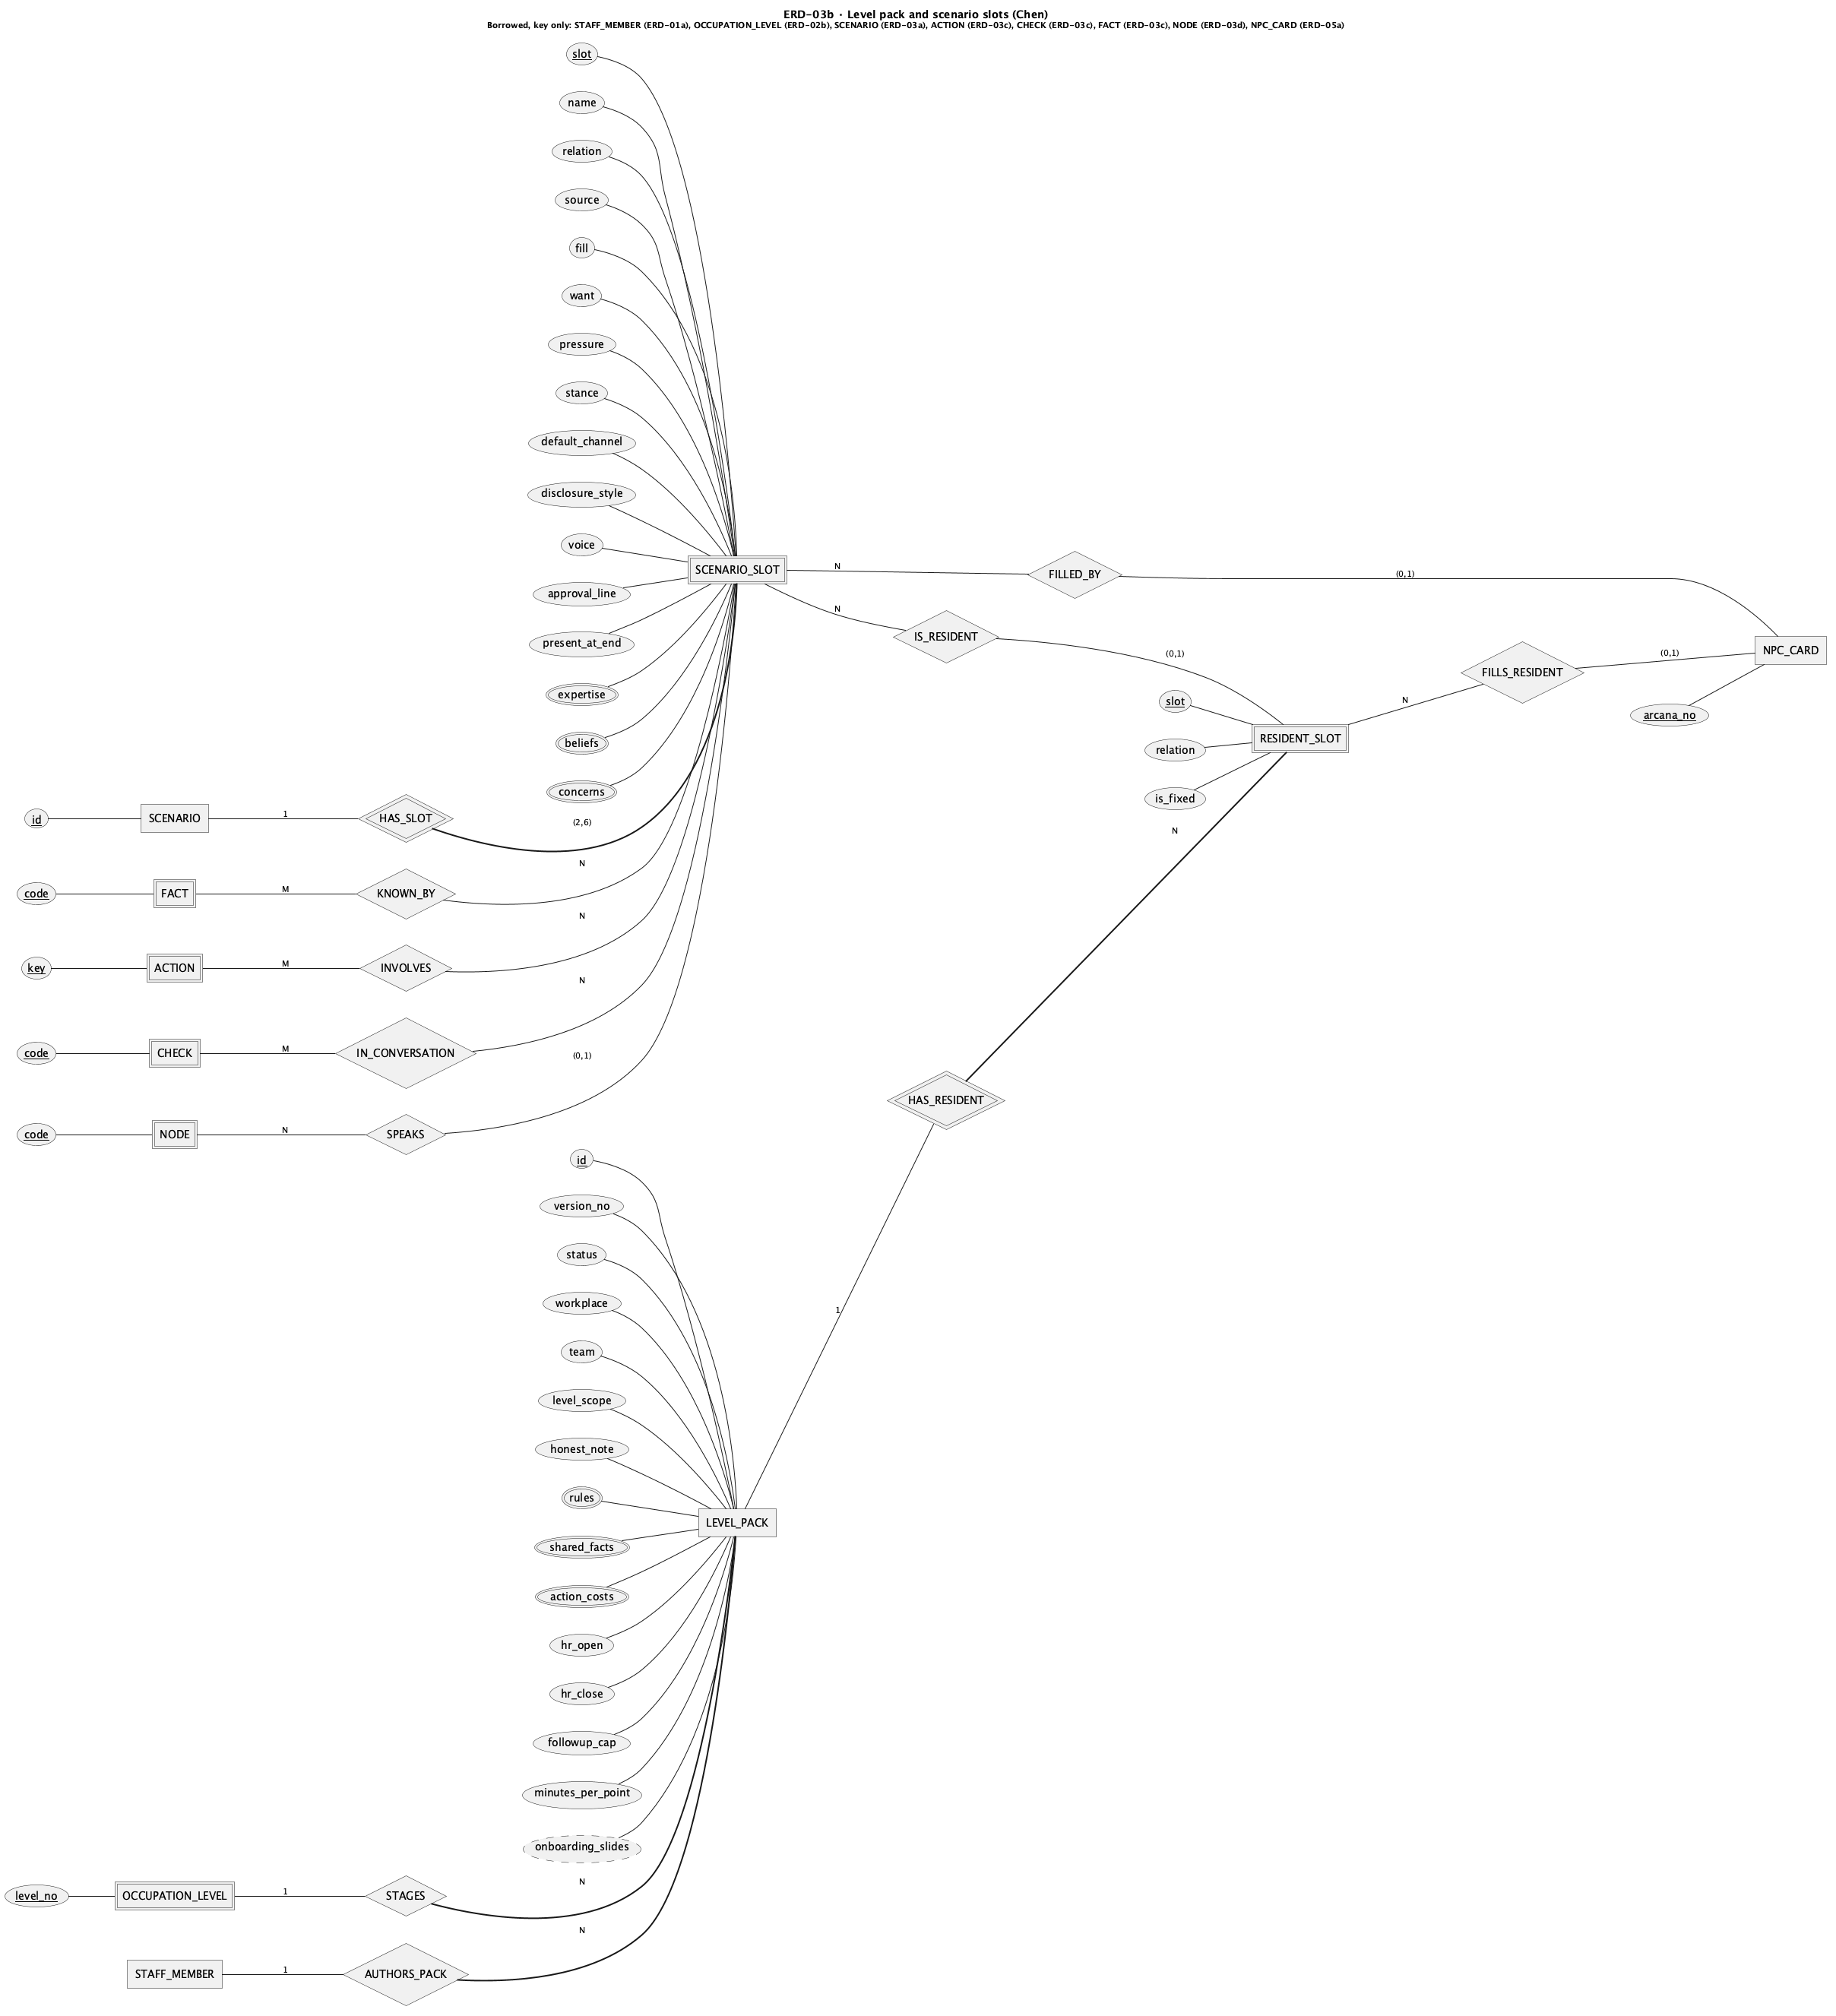 ERD-03b · Level pack and scenario slots (Chen)
Borrowed, key only: STAFF_MEMBER (ERD-01a), OCCUPATION_LEVEL (ERD-02b), SCENARIO (ERD-03a), ACTION (ERD-03c), CHECK (ERD-03c), FACT (ERD-03c), NODE (ERD-03d), NPC_CARD (ERD-05a)
slot
name
relation
source
fill
want
pressure
stance
default_channel
disclosure_style
voice
approval_line
present_at_end
expertise
beliefs
concerns
SCENARIO_SLOT
N
FILLED_BY
(0,1)
N
IS_RESIDENT
(0,1)
NPC_CARD
arcana_no
FILLS_RESIDENT
(0,1)
N
slot
relation
is_fixed
RESIDENT_SLOT
N
id
SCENARIO
1
HAS_SLOT
(2,6)
code
FACT
M
KNOWN_BY
N
key
ACTION
M
INVOLVES
N
code
CHECK
M
IN_CONVERSATION
N
code
NODE
N
SPEAKS
(0,1)
HAS_RESIDENT
1
id
version_no
status
workplace
team
level_scope
honest_note
rules
shared_facts
action_costs
hr_open
hr_close
followup_cap
minutes_per_point
onboarding_slides
LEVEL_PACK
level_no
OCCUPATION_LEVEL
1
STAGES
N
STAFF_MEMBER
1
AUTHORS_PACK
N